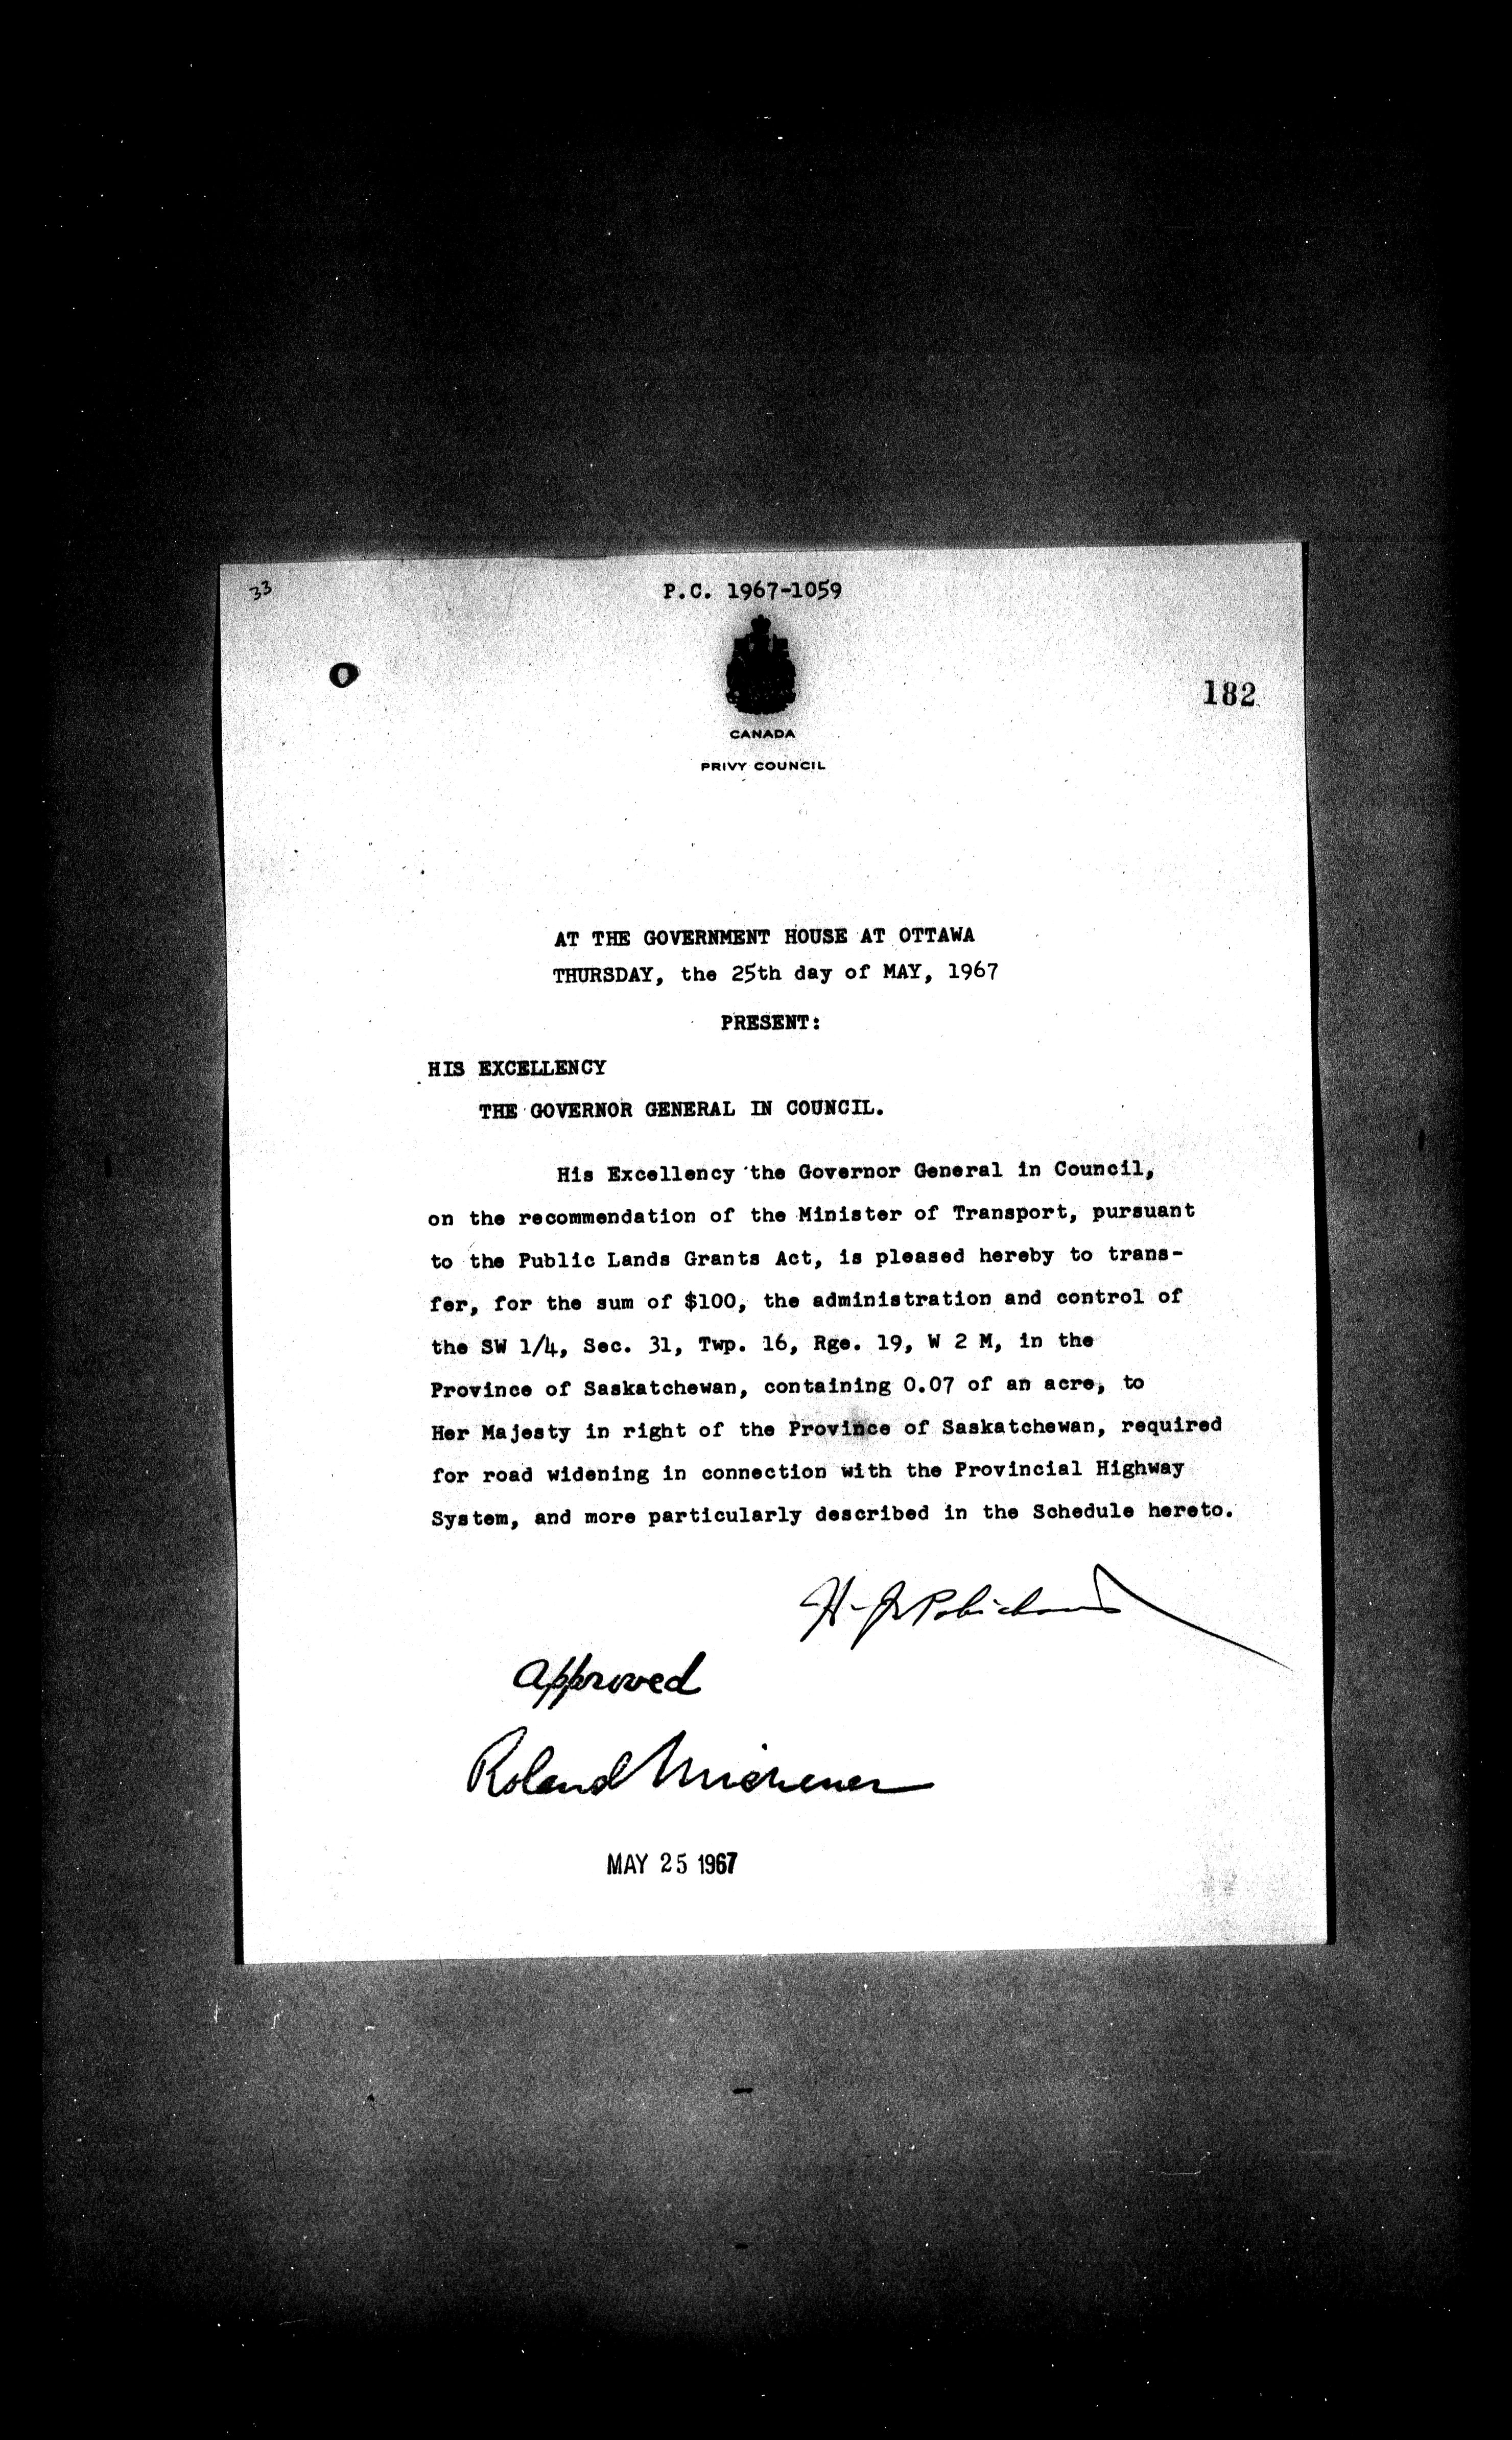 33
P.C. 1967-1059
O
182
CANADA
PRIVY COUNCIL
AT THE GOVERNMENT HOUSE AT OTTAWA
THURSDAY, the 25th day of MAY, 1967
PRESENT:
HIS EXCELLENCY
THE GOVERNOR GENERAL IN COUNCIL.
His Excellency the Governor General in Council,
on the recommendation of the Minister of Transport, pursuant
to the Public Lands Grants Act, is pleased hereby to trans-
fer, for the sum of $100, the administration and control of
the SW 1/4, Sec. 31, Twp. 16, Rge. 19, W 2 M, in the
Province of Saskatchewan, containing 0.07 of an acre, to
Her Majesty in right of the Province of Saskatchewan, required
for road widening in connection with the Provincial Highway
System, and more particularly described in the Schedule hereto.
H-J Robichaud
Approved
Roland Michener
MAY 25 1967